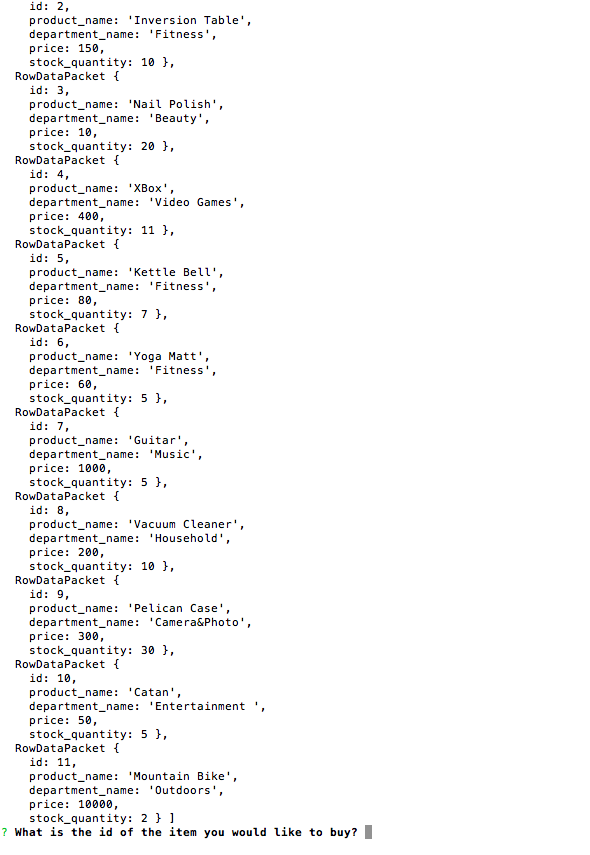 id: 2,
product_name: 'Inversion Table',
department_name: 'Fitness',
price: 150,
stock_quantity: 10 },
RowDataPacket {
id: 3,
product_name: 'Nail Polish',
department_name: 'Beauty',
price: 10,
stock_quantity: 20 },
RowDataPacket {
id: 4,
product_name: 'XBox',
department_name: 'Video Games',
price: 400,
stock_quantity: 11 },
RowDataPacket {
id: 5,
product_name: 'Kettle Bell',
department_name: 'Fitness',
price: 80,
stock_quantity: 7 },
RowDataPacket {
id: 6,
product_name: 'Yoga Matt',
department_name: 'Fitness',
price: 60,
stock_quantity: 5 },
RowDataPacket {
id: 7,
product_name: 'Guitar',
department_name: 'Music',
price: 1000,
stock_quantity: 5 },
RowDataPacket {
id: 8,
product_name: 'Vacuum Cleaner',
department_name: 'Household',
price: 200,
stock_quantity: 10 },
RowDataPacket {
id: 9,
product_name: 'Pelican Case',
department_name: 'Camera&Photo',
price: 300,
stock_quantity: 30 },
RowDataPacket {
id: 10,
product_name: 'Catan',
department_name: 'Entertainment ',
price: 50,
stock_quantity: 5 },
RowDataPacket {
id: 11,
product_name: 'Mountain Bike',
department_name: 'Outdoors',
price: 10000,
stock_quantity: 2 } ]
? What is the id of the item you would like to buy?